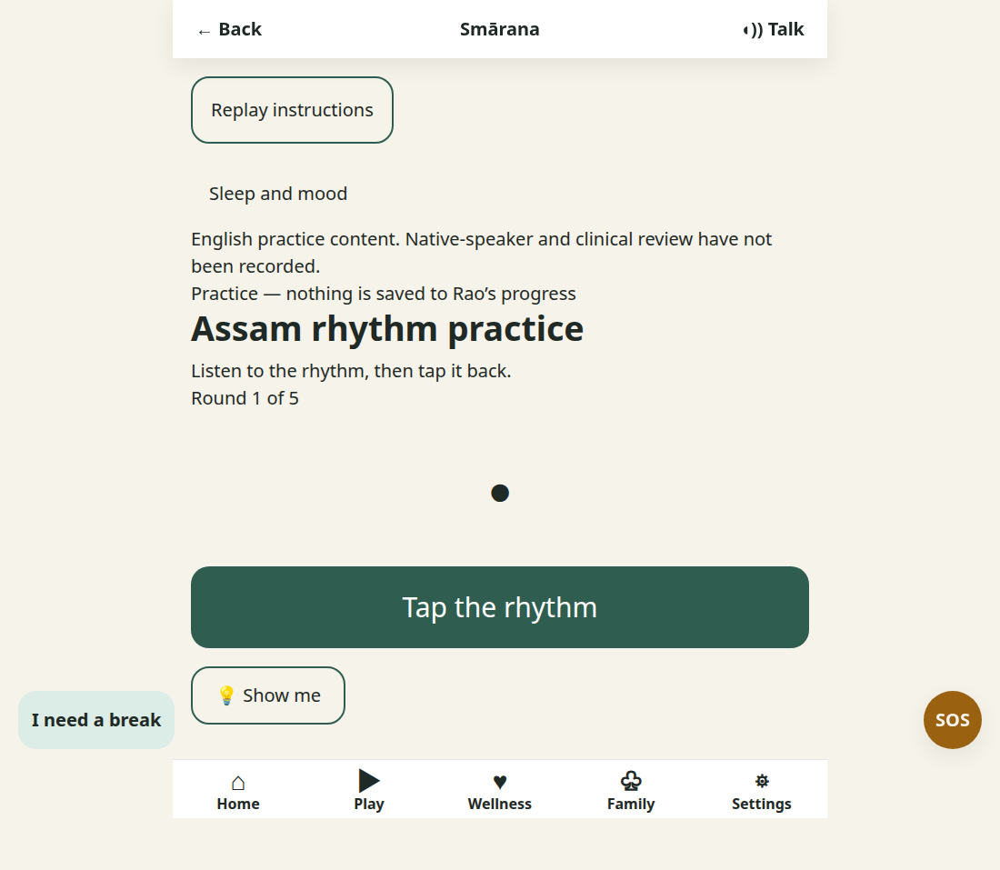 ← Back
Smārana
Talk
Replay instructions
Sleep and mood
English practice content. Native-speaker and clinical review have not
been recorded.
Practice — nothing is saved to Rao’s progress
Assam rhythm practice
Listen to the rhythm, then tap it back.
Round 1 of 5
Tap the rhythm
💡 Show me
I need a break
SOS
Home
Play
Wellness
Family
Settings